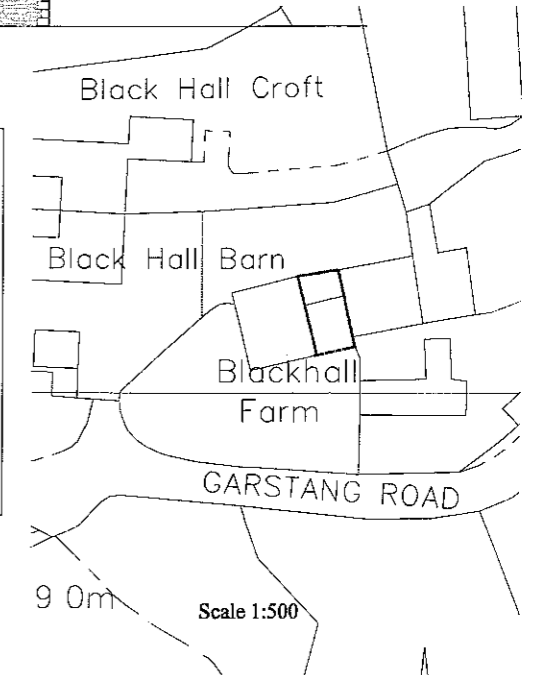 Black Hall Croft
Black Hall Barn
Blackhall
Farm
GARSTANG ROAD
9 0m
Scale 1:500